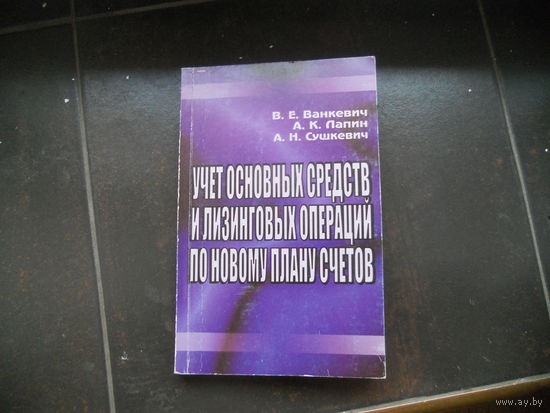 В. Е. Ванкевич
А. К. Лапин
А. Н. Сушкевич
УЧЕТ ОСНОВНЫХ СРЕДСТВ
И ЛИЗИНГОВЫХ ОПЕРАЦИЙ
ПО НОВОМУ ПЛАНУ СЧЕТОВ
www.ay.by